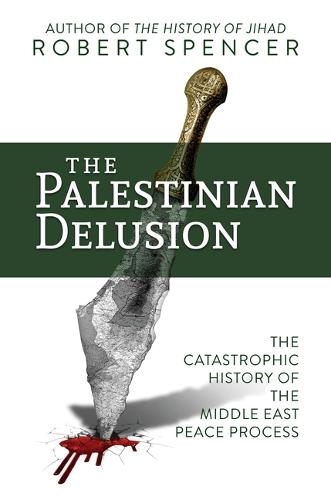 AUTHOR OF THE HISTORY OF JIHAD
ROBERT SPENCER
THE
PALESTINIAN
DELUSION
THE
CATASTROPHIC
HISTORY OF
THE
MIDDLE EAST
PEACE PROCESS